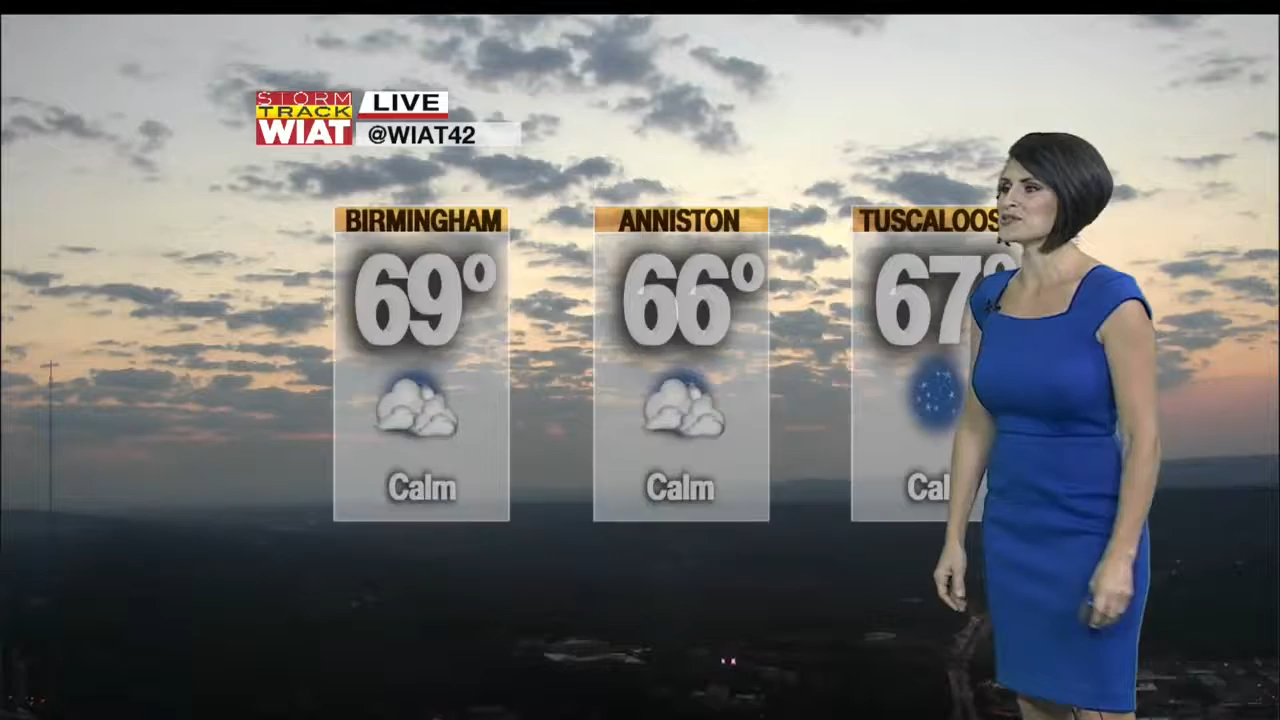 STORM
TRACK
WIAT
LIVE
@WIAT42
BIRMINGHAM
69°
Calm
ANNISTON
66°
Calm
TUSCALOOS
67°
Cal